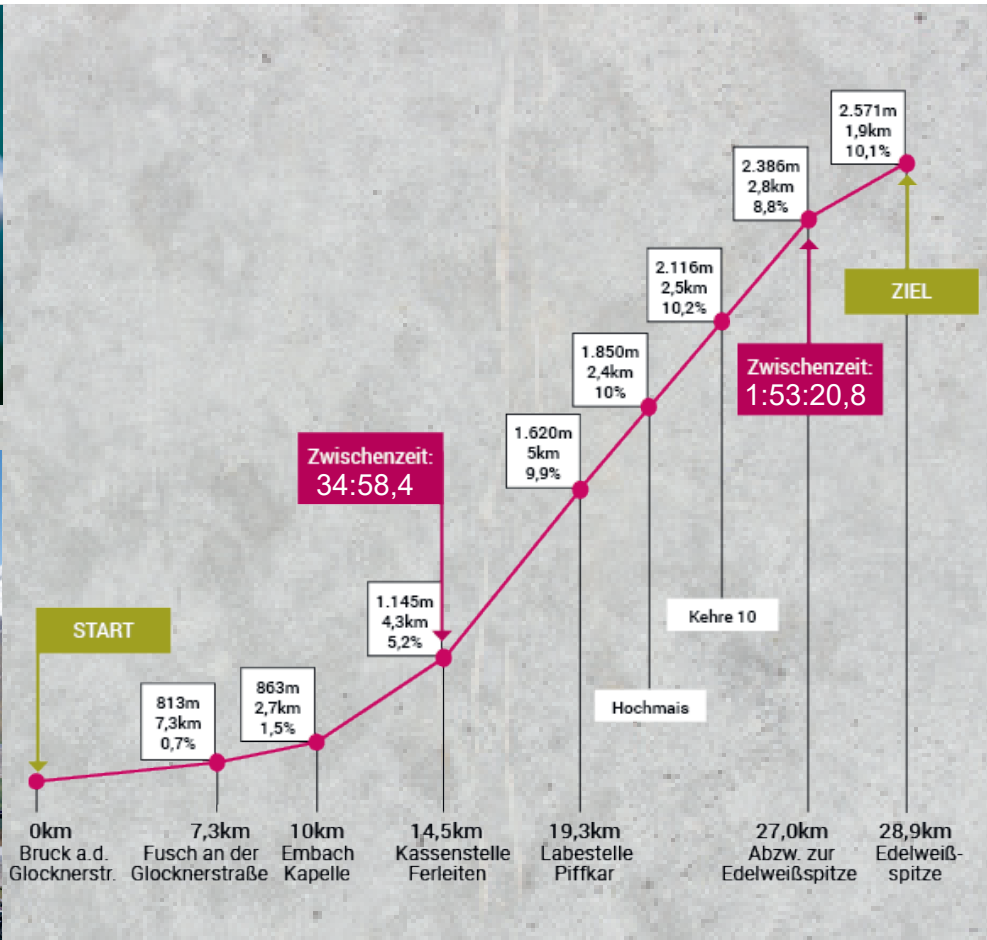 2.571m
1,9km
10,1%
2.386m
2,8km
8,8%
2.116m
2,5km
10,2%
ZIEL
1.850m
2,4km
10%
Zwischenzeit:
1:53:20,8
1.620m
5km
9,9%
Zwischenzeit:
34:58,4
1.145m
4,3km
5,2%
START
Kehre 10
813m
7,3km
0,7%
863m
2,7km
1,5%
Hochmais
0km
Bruck a.d.
Glocknerstr.
7,3km
Fusch an der
Glocknerstraße
10km
Embach
Kapelle
14,5km
Kassenstelle
Ferleiten
19,3km
Labestelle
Piffkar
27,0km
Abzw. zur
Edelweißspitze
28,9km
Edelweiß-
spitze